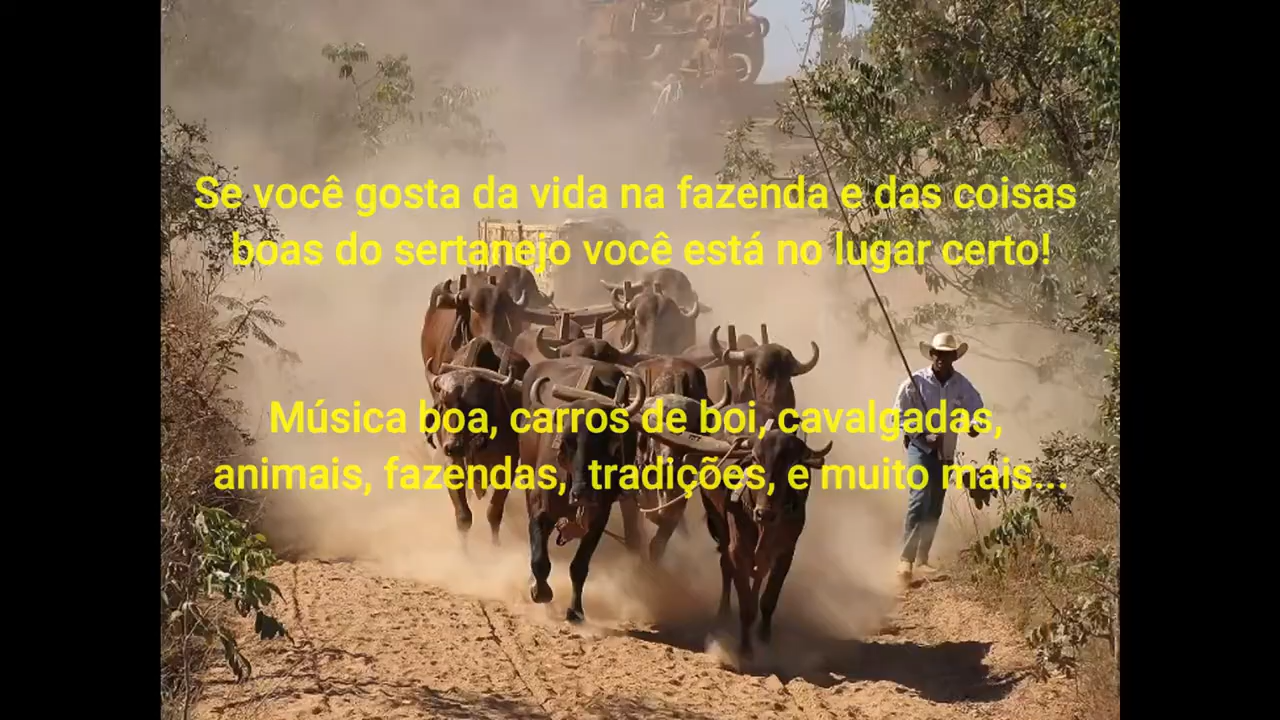 Se você gosta da vida na fazenda e das coisas
boas do sertanejo você está no lugar certo!
Música boa, carros de boi, cavalgadas,
animais, fazendas, tradições, e muito mais...